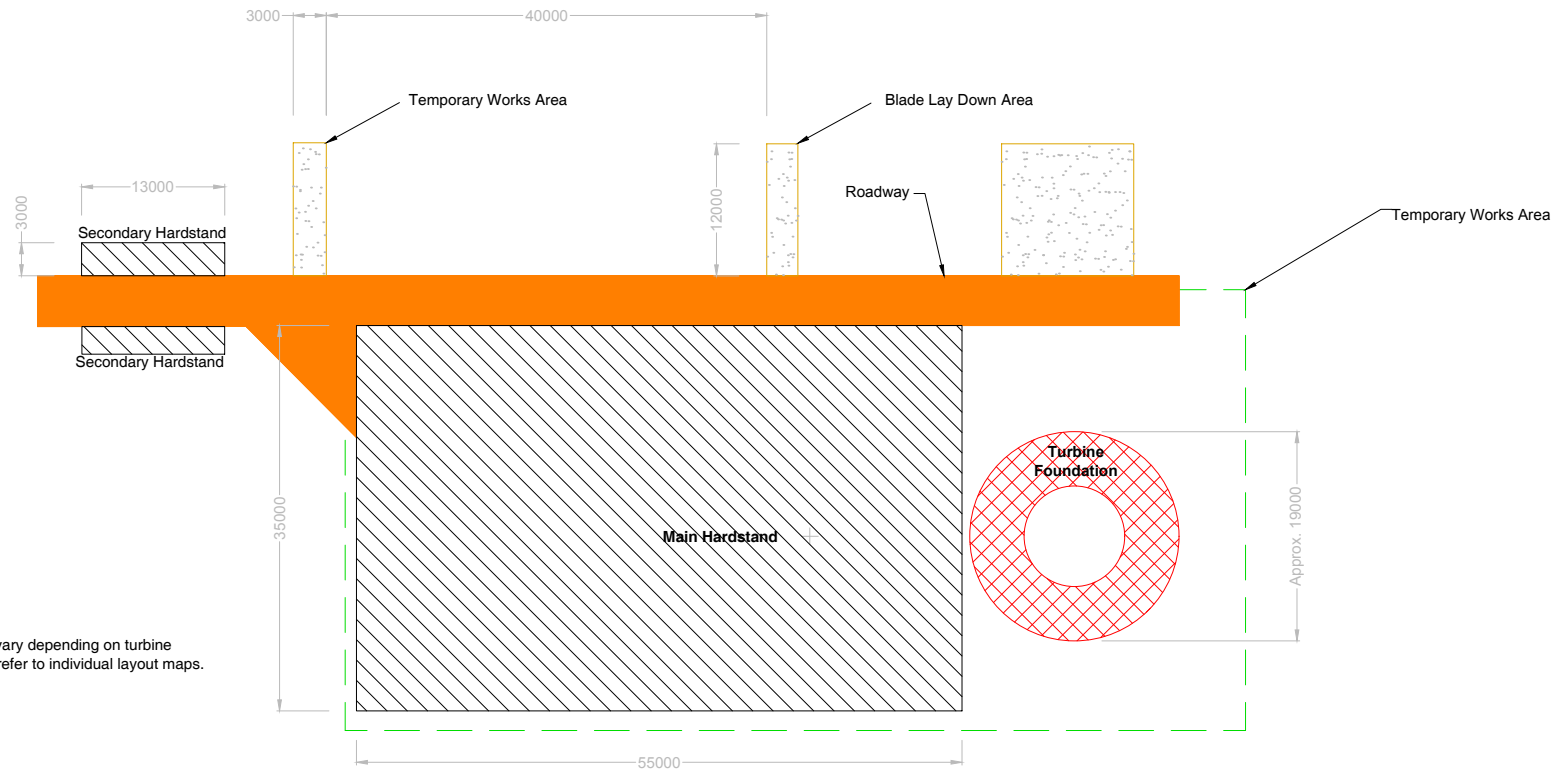 3000
40000
Temporary Works Area
Blade Lay Down Area
13000
Roadway
12000
3000
Temporary Works Area
Secondary Hardstand
Secondary Hardstand
Turbine
Foundation
35000
Main Hardstand
Approx. 19000
vary depending on turbine
refer to individual layout maps.
55000